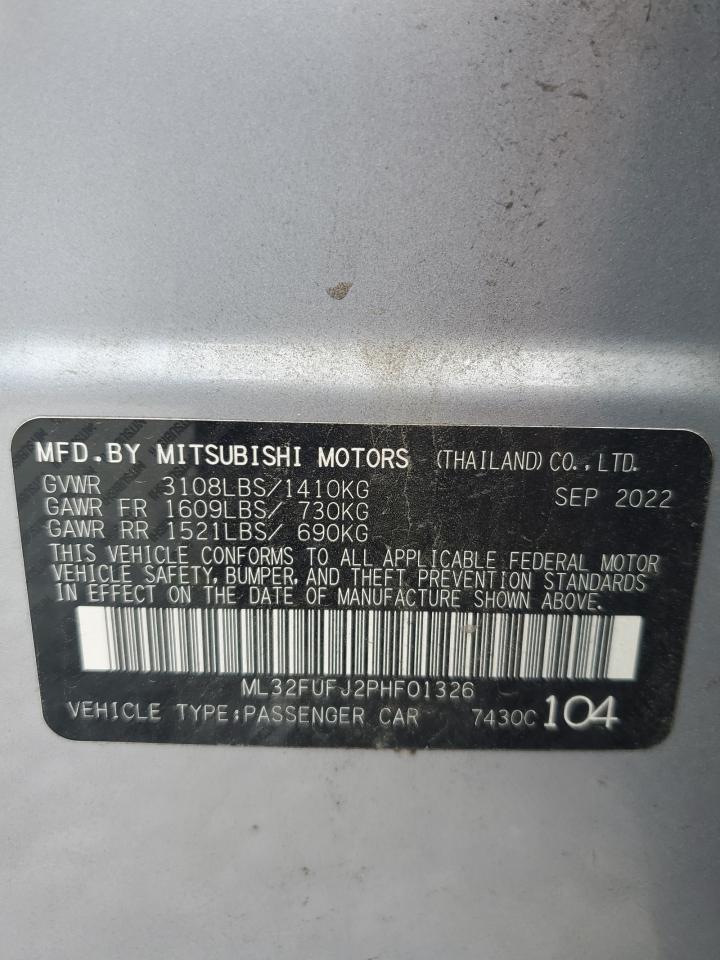 MFD.BY MITSUBISHI MOTORS (THAILAND)CO.,LTD.
GVWR 3108LBS/1410KG SEP 2022
GAWR FR 1609LBS/ 730KG
GAWR RR 1521LBS/ 690KG
THIS VEHICLE CONFORMS TO ALL APPLICABLE FEDERAL MOTOR
VEHICLE SAFETY, BUMPER, AND THEFT PREVENTION STANDARDS
IN EFFECT ON THE DATE OF MANUFACTURE SHOWN ABOVE.
ML32FUFJ2PHF01326
VEHICLE TYPE:PASSENGER CAR 7430C 104